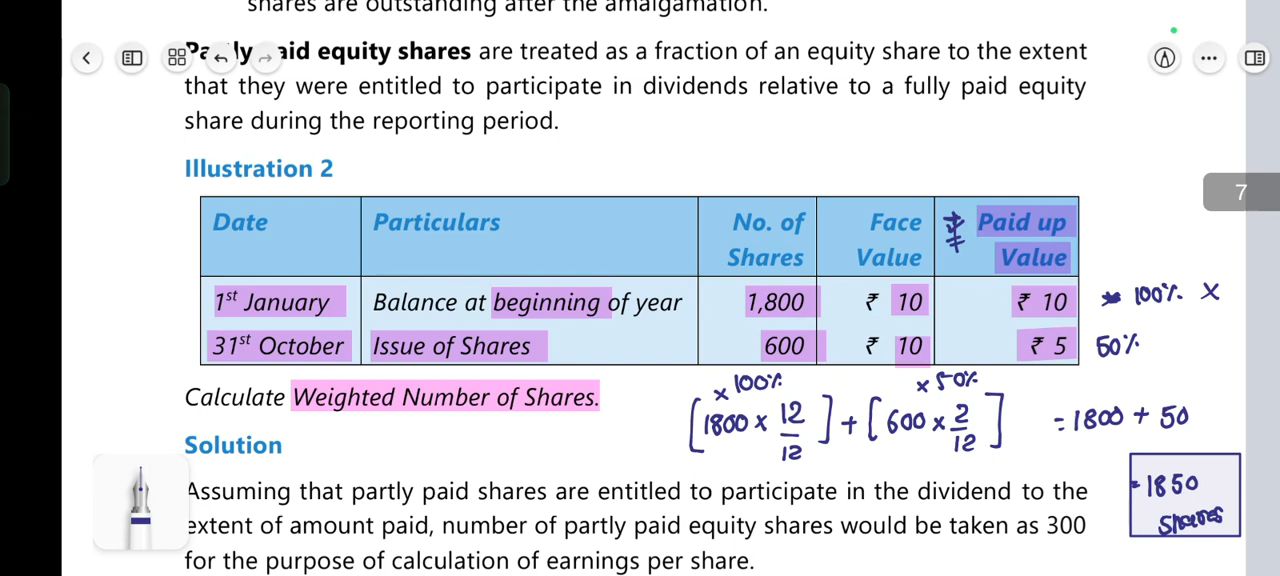 shares are outstanding after the amalgamation.
Partly paid equity shares are treated as a fraction of an equity share to the extent
that they were entitled to participate in dividends relative to a fully paid equity
share during the reporting period.
7
Illustration 2
Date Particulars No. of Shares Face Value Paid up Value
1st January Balance at beginning of year 1,800 ₹ 10 ₹ 10 100% X
31st October Issue of Shares 600 ₹ 10 ₹ 5 50%
Calculate Weighted Number of Shares.
x 100% x 50%
[1800 x 12/12] + [600 x 2/12] = 1800 + 50
= 1850 shares
Solution
Assuming that partly paid shares are entitled to participate in the dividend to the
extent of amount paid, number of partly paid equity shares would be taken as 300
for the purpose of calculation of earnings per share.